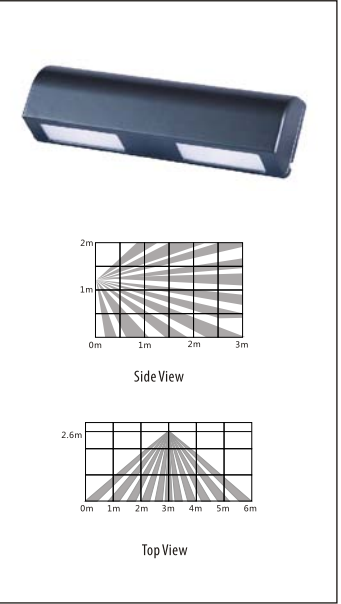 2m
1m
0m 1m 2m 3m
Side View
2.6m
0m 1m 2m 3m 4m 5m 6m
Top View